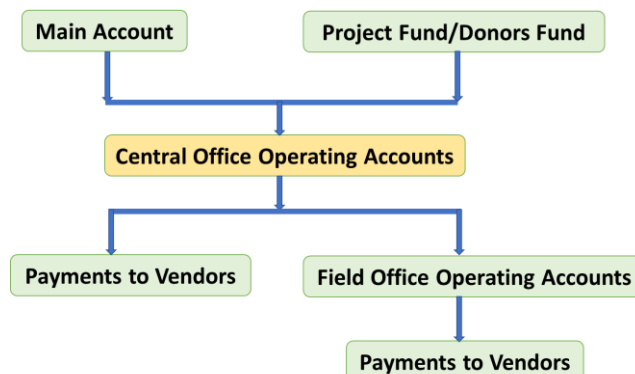 Main Account
Project Fund/Donors Fund
Central Office Operating Accounts
Payments to Vendors
Field Office Operating Accounts
Payments to Vendors